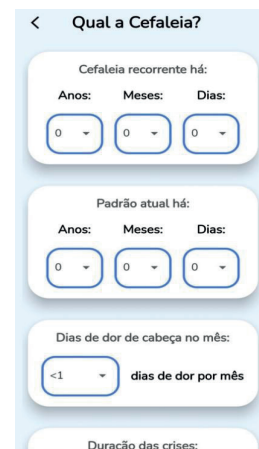 Qual a Cefaleia?
Cefaleia recorrente há:
Anos: Meses: Dias:
0 0 0
Padrão atual há:
Anos: Meses: Dias:
0 0 0
Dias de dor de cabeça no mês:
<1 dias de dor por mês
Duração das crises: